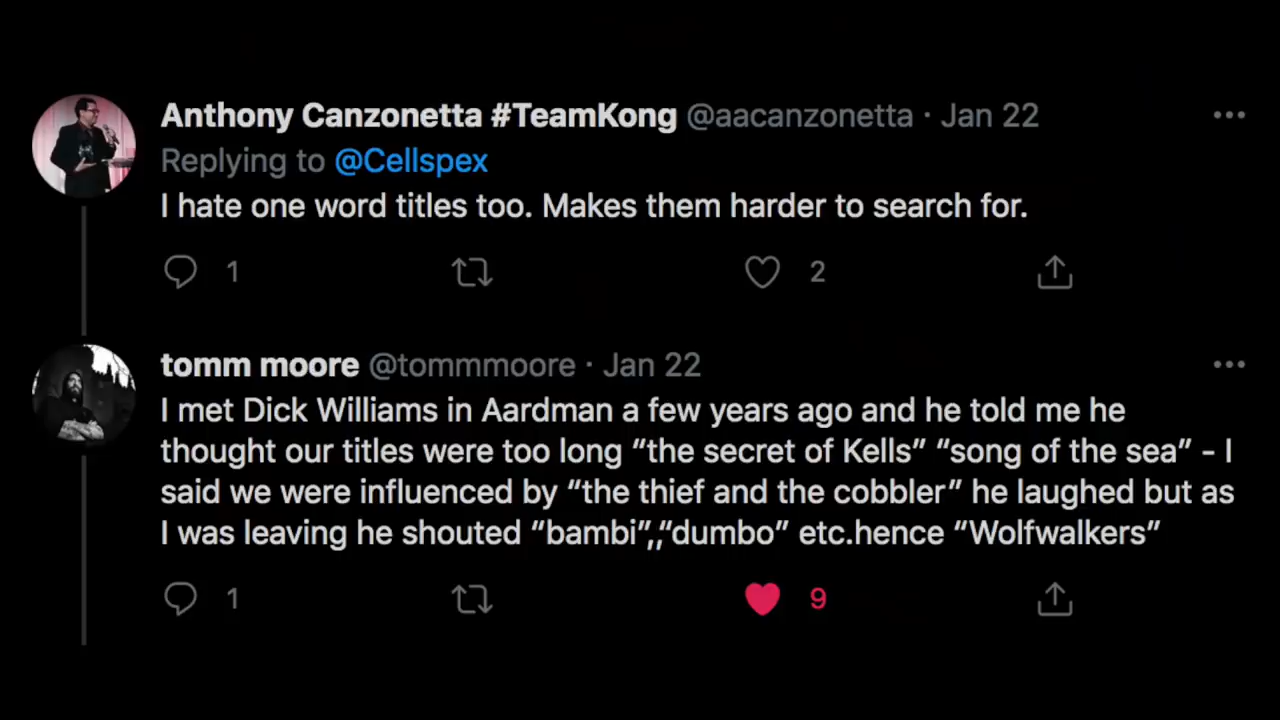 Anthony Canzonetta #TeamKong @aacanzonetta · Jan 22
Replying to @Cellspex
I hate one word titles too. Makes them harder to search for.
1 2
tomm moore @tommmoore · Jan 22
I met Dick Williams in Aardman a few years ago and he told me he
thought our titles were too long “the secret of Kells” “song of the sea” - I
said we were influenced by “the thief and the cobbler” he laughed but as
I was leaving he shouted “bambi”,,“dumbo” etc.hence “Wolfwalkers”
1 9